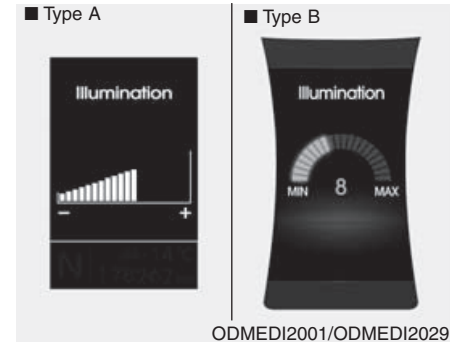 ■ Type A
■ Type B
Illumination
− +
Illumination
MIN 8 MAX
ODMEDI2001/ODMEDI2029